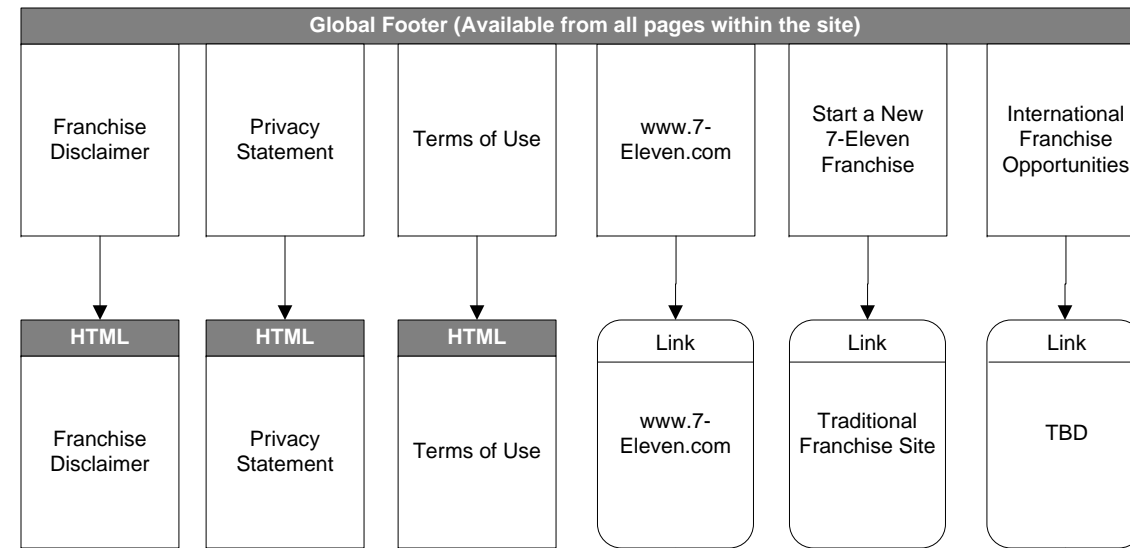 Global Footer (Available from all pages within the site)
Franchise
Disclaimer
Privacy
Statement
Terms of Use
www.7-
Eleven.com
Start a New
7-Eleven
Franchise
International
Franchise
Opportunities
HTML
Franchise
Disclaimer
HTML
Privacy
Statement
HTML
Terms of Use
Link
www.7-
Eleven.com
Link
Traditional
Franchise Site
Link
TBD